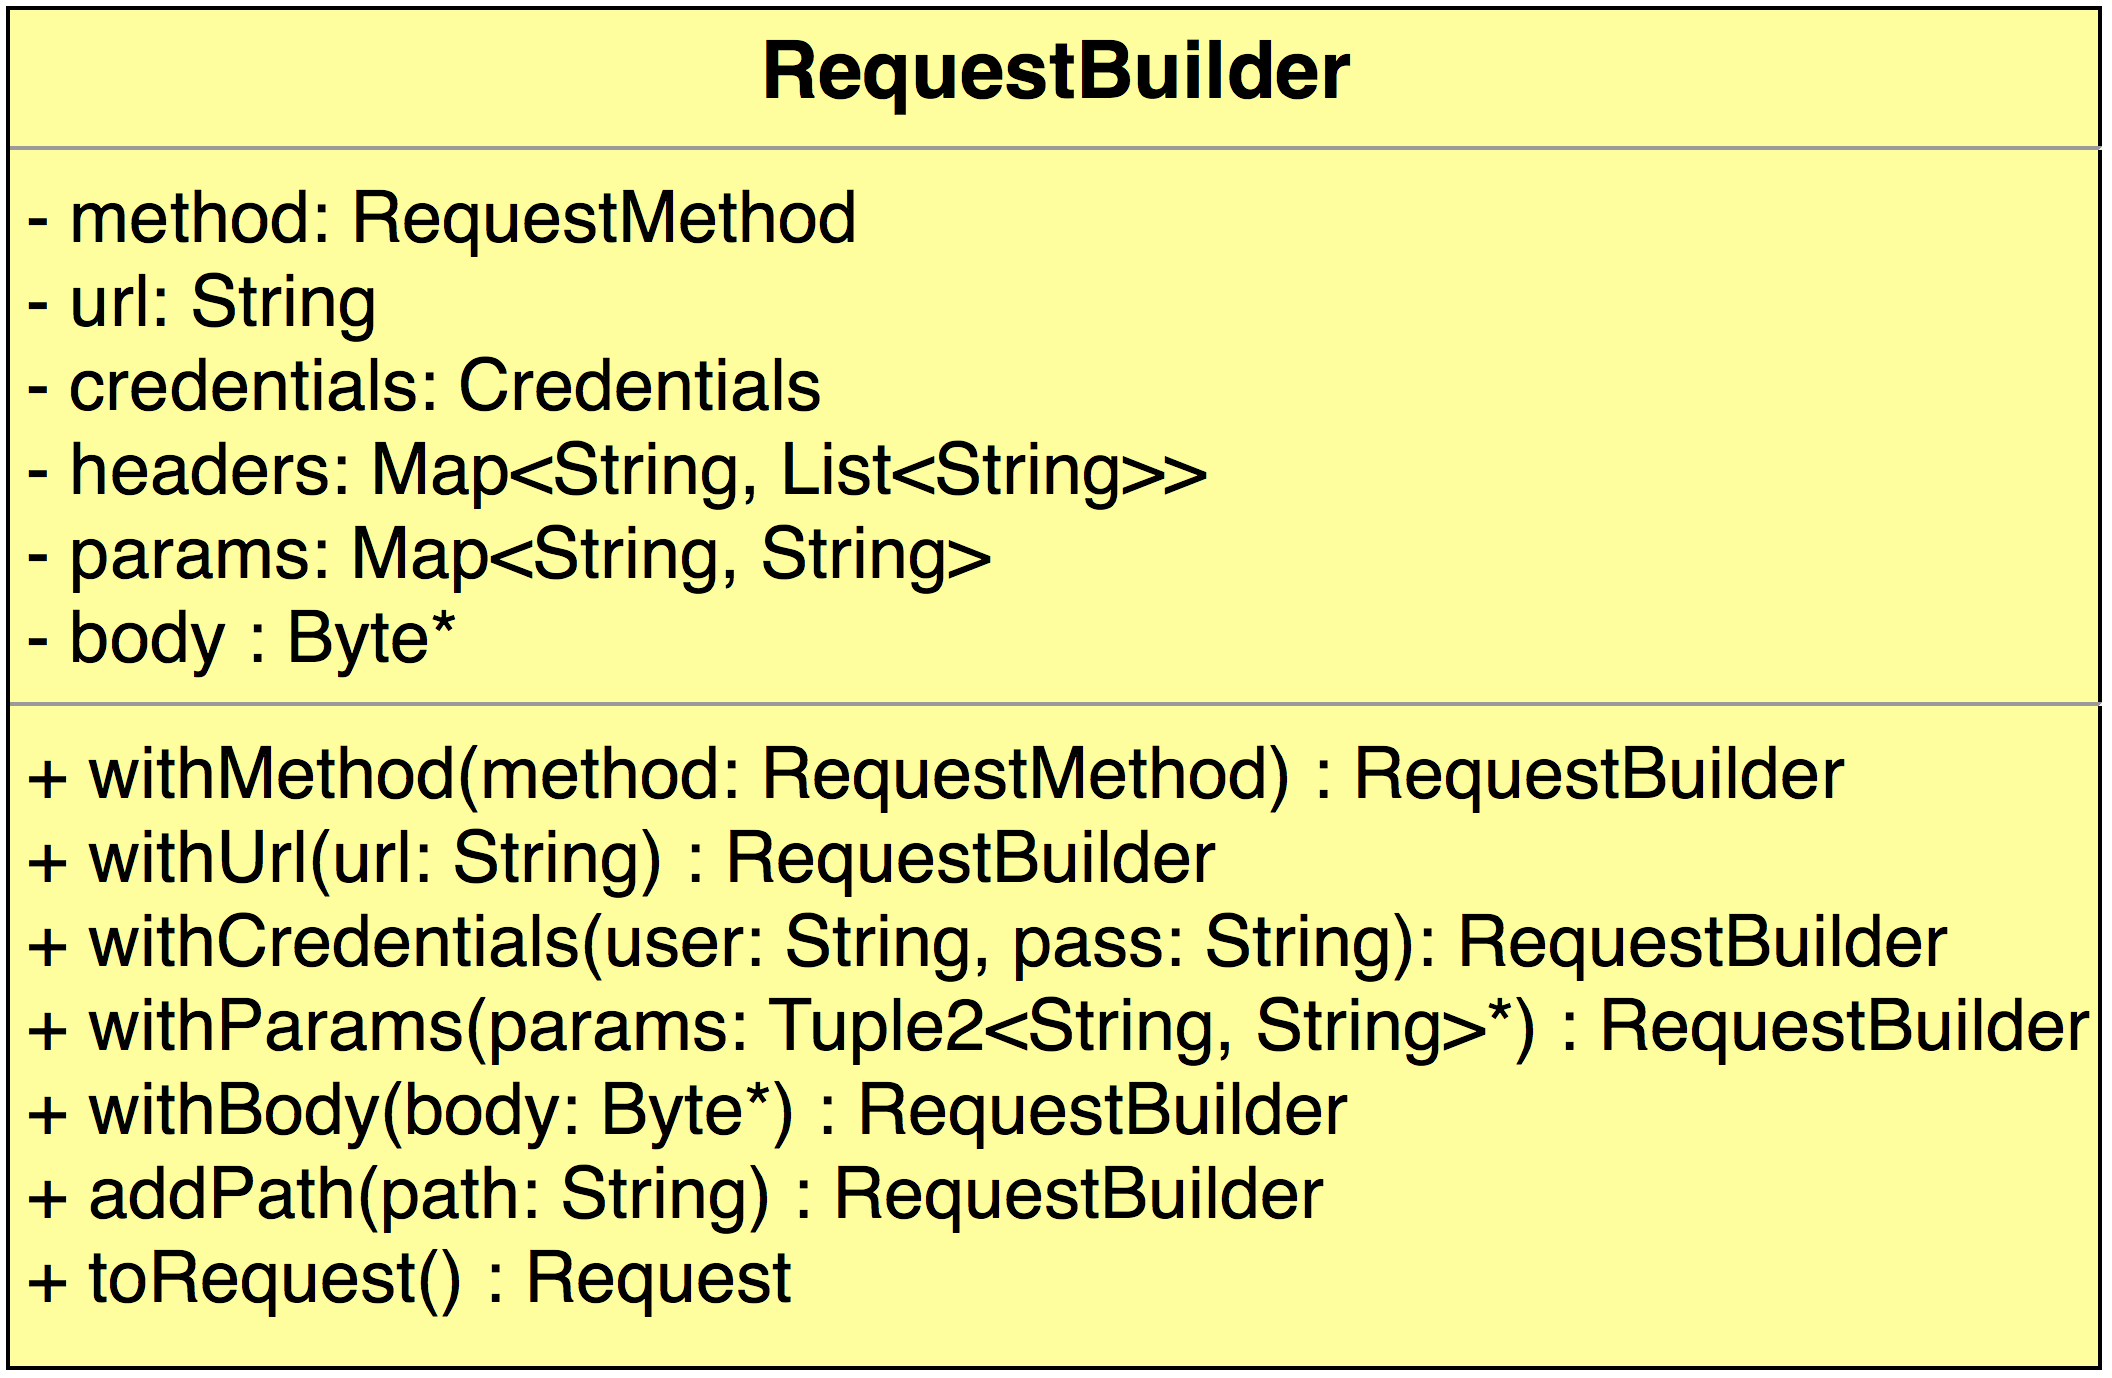 RequestBuilder
- method: RequestMethod
- url: String
- credentials: Credentials
- headers: Map<String, List<String>>
- params: Map<String, String>
- body : Byte*
+ withMethod(method: RequestMethod) : RequestBuilder
+ withUrl(url: String) : RequestBuilder
+ withCredentials(user: String, pass: String): RequestBuilder
+ withParams(params: Tuple2<String, String>*) : RequestBuilder
+ withBody(body: Byte*) : RequestBuilder
+ addPath(path: String) : RequestBuilder
+ toRequest() : Request